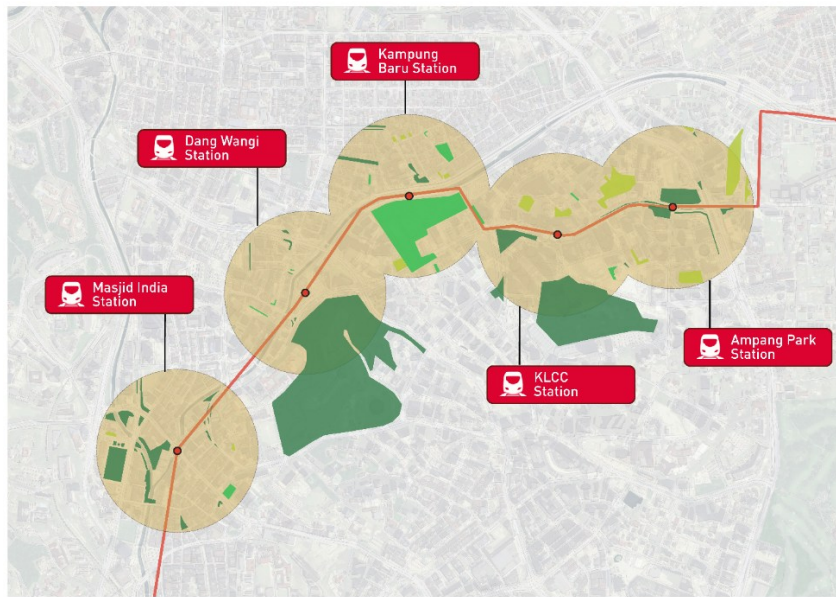 Kampung
Baru Station
Dang Wangi
Station
Masjid India
Station
Ampang Park
Station
KLCC
Station